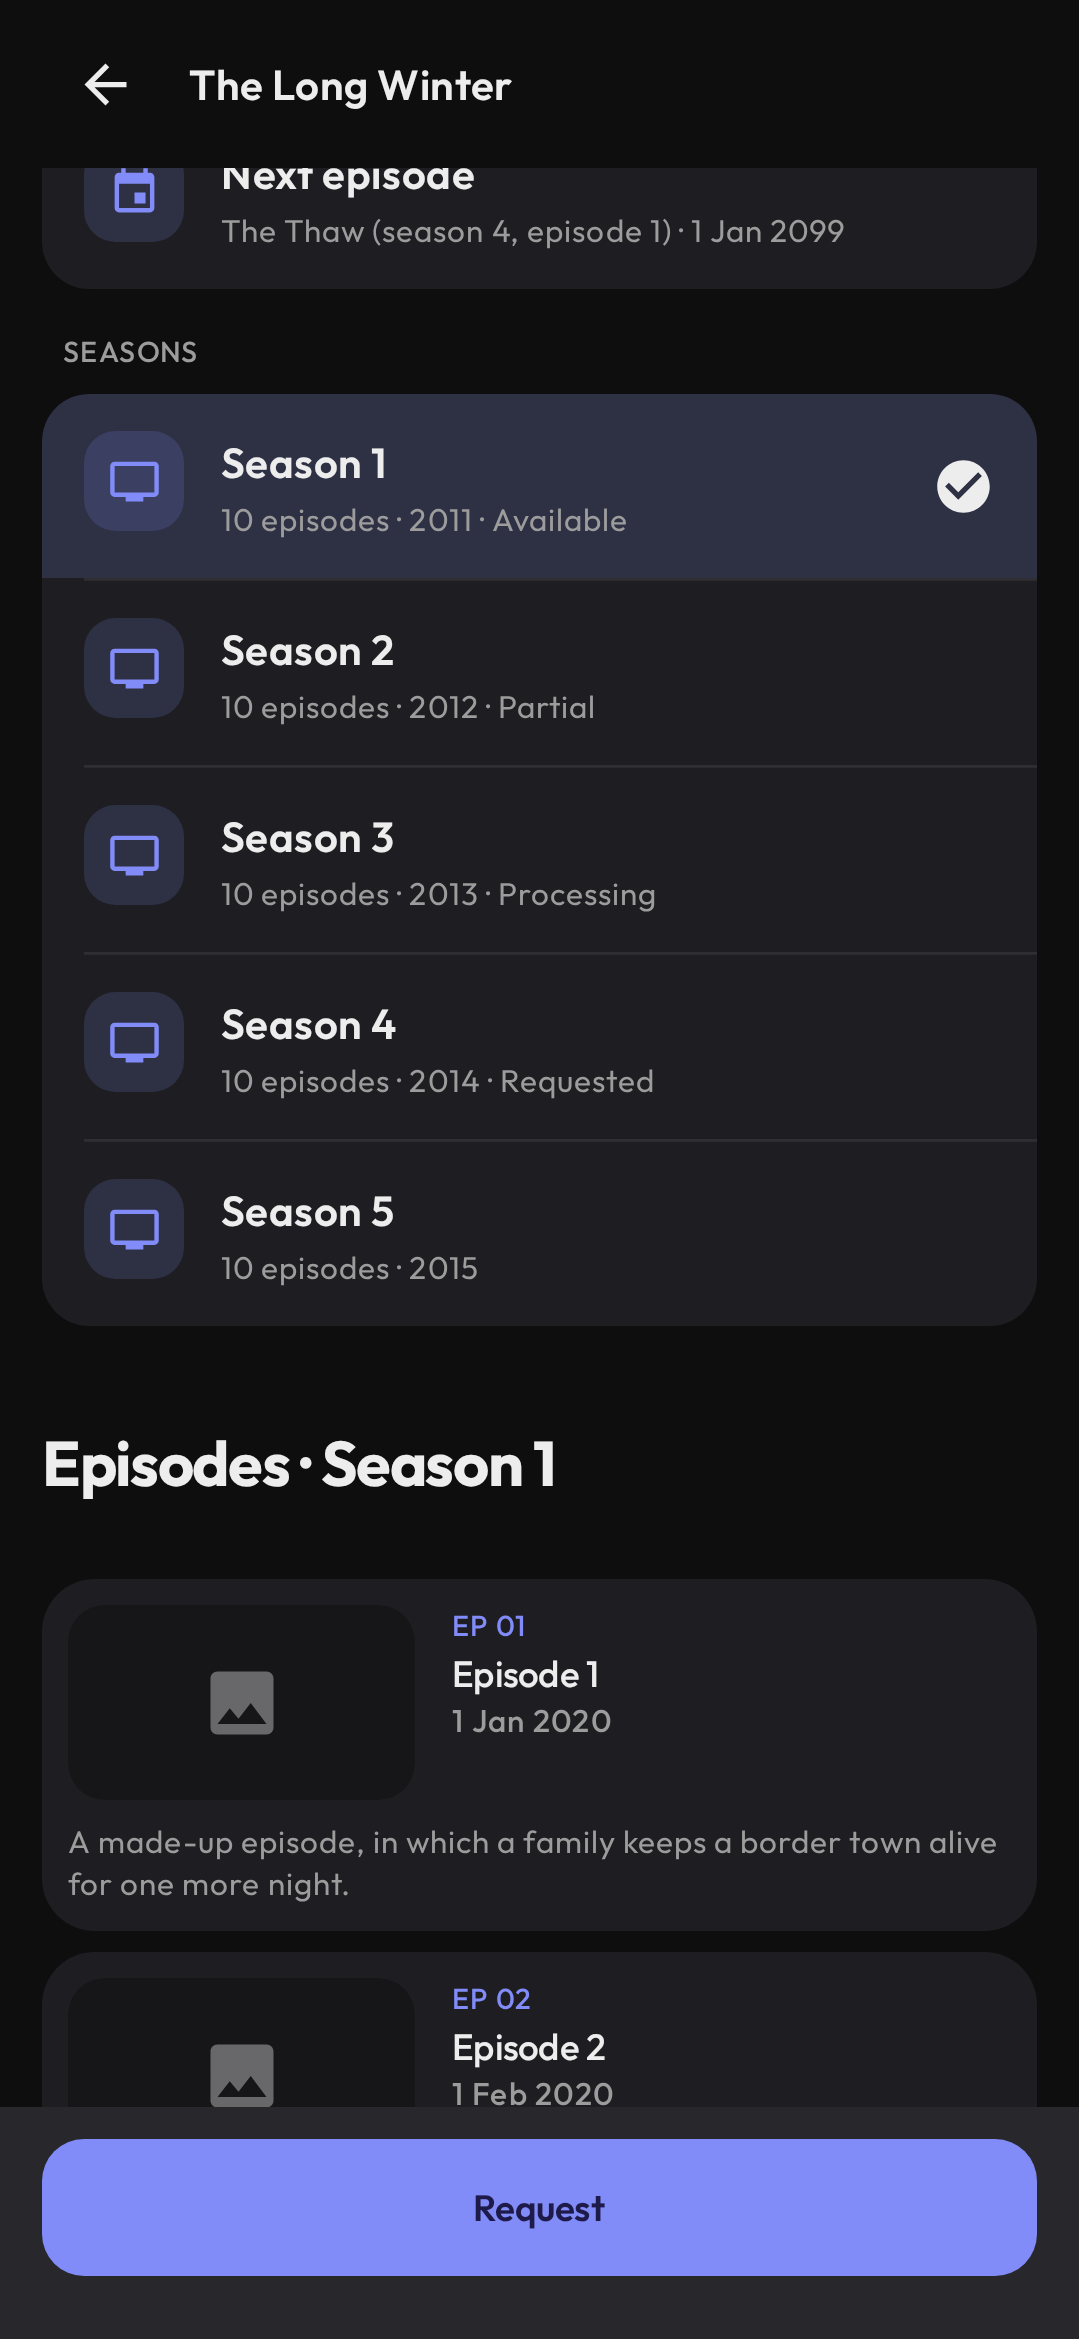 The Long Winter
Next episode
The Thaw (season 4, episode 1) · 1 Jan 2099
SEASONS
Season 1
10 episodes · 2011 · Available
Season 2
10 episodes · 2012 · Partial
Season 3
10 episodes · 2013 · Processing
Season 4
10 episodes · 2014 · Requested
Season 5
10 episodes · 2015
Episodes · Season 1
EP 01
Episode 1
1 Jan 2020
A made-up episode, in which a family keeps a border town alive
for one more night.
EP 02
Episode 2
1 Feb 2020
Request